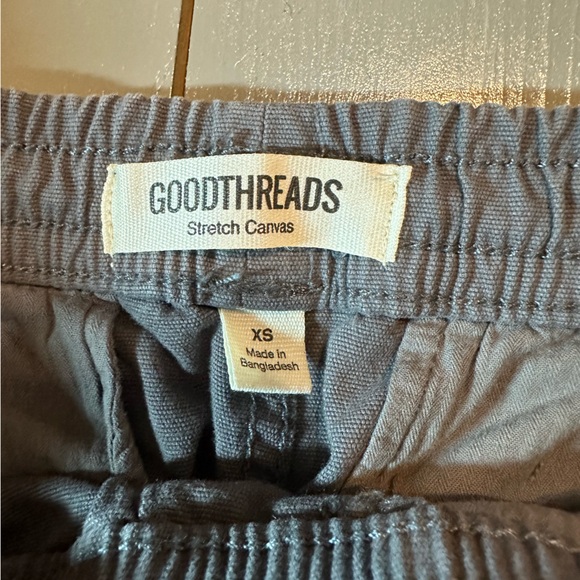 GOODTHREADS
Stretch Canvas
XS
Made in
Bangladesh